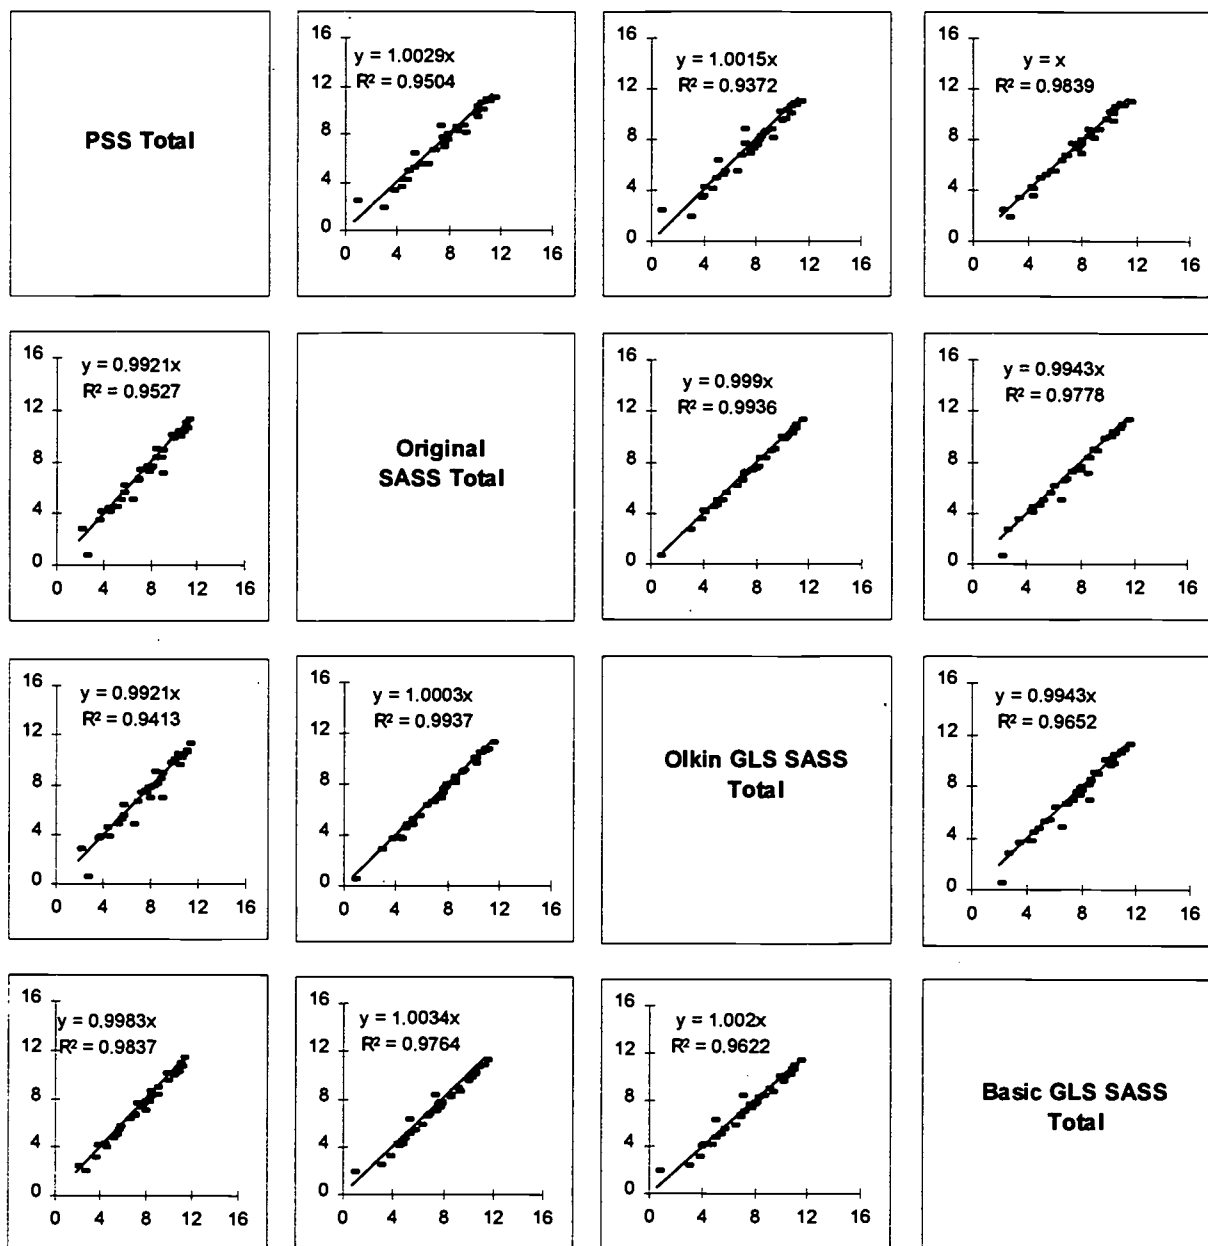 PSS Total
y = 1.0029x
R² = 0.9504
16
12
8
4
0
0 4 8 12 16
y = 1.0015x
R² = 0.9372
16
12
8
4
0
0 4 8 12 16
y = x
R² = 0.9839
16
12
8
4
0
0 4 8 12 16
y = 0.9921x
R² = 0.9527
16
12
8
4
0
0 4 8 12 16
Original
SASS Total
y = 0.999x
R² = 0.9936
16
12
8
4
0
0 4 8 12 16
y = 0.9943x
R² = 0.9778
16
12
8
4
0
0 4 8 12 16
y = 0.9921x
R² = 0.9413
16
12
8
4
0
0 4 8 12 16
y = 1.0003x
R² = 0.9937
16
12
8
4
0
0 4 8 12 16
Olkin GLS SASS
Total
y = 0.9943x
R² = 0.9652
16
12
8
4
0
0 4 8 12 16
y = 0.9983x
R² = 0.9837
16
12
8
4
0
0 4 8 12 16
y = 1.0034x
R² = 0.9764
16
12
8
4
0
0 4 8 12 16
y = 1.002x
R² = 0.9622
16
12
8
4
0
0 4 8 12 16
Basic GLS SASS
Total